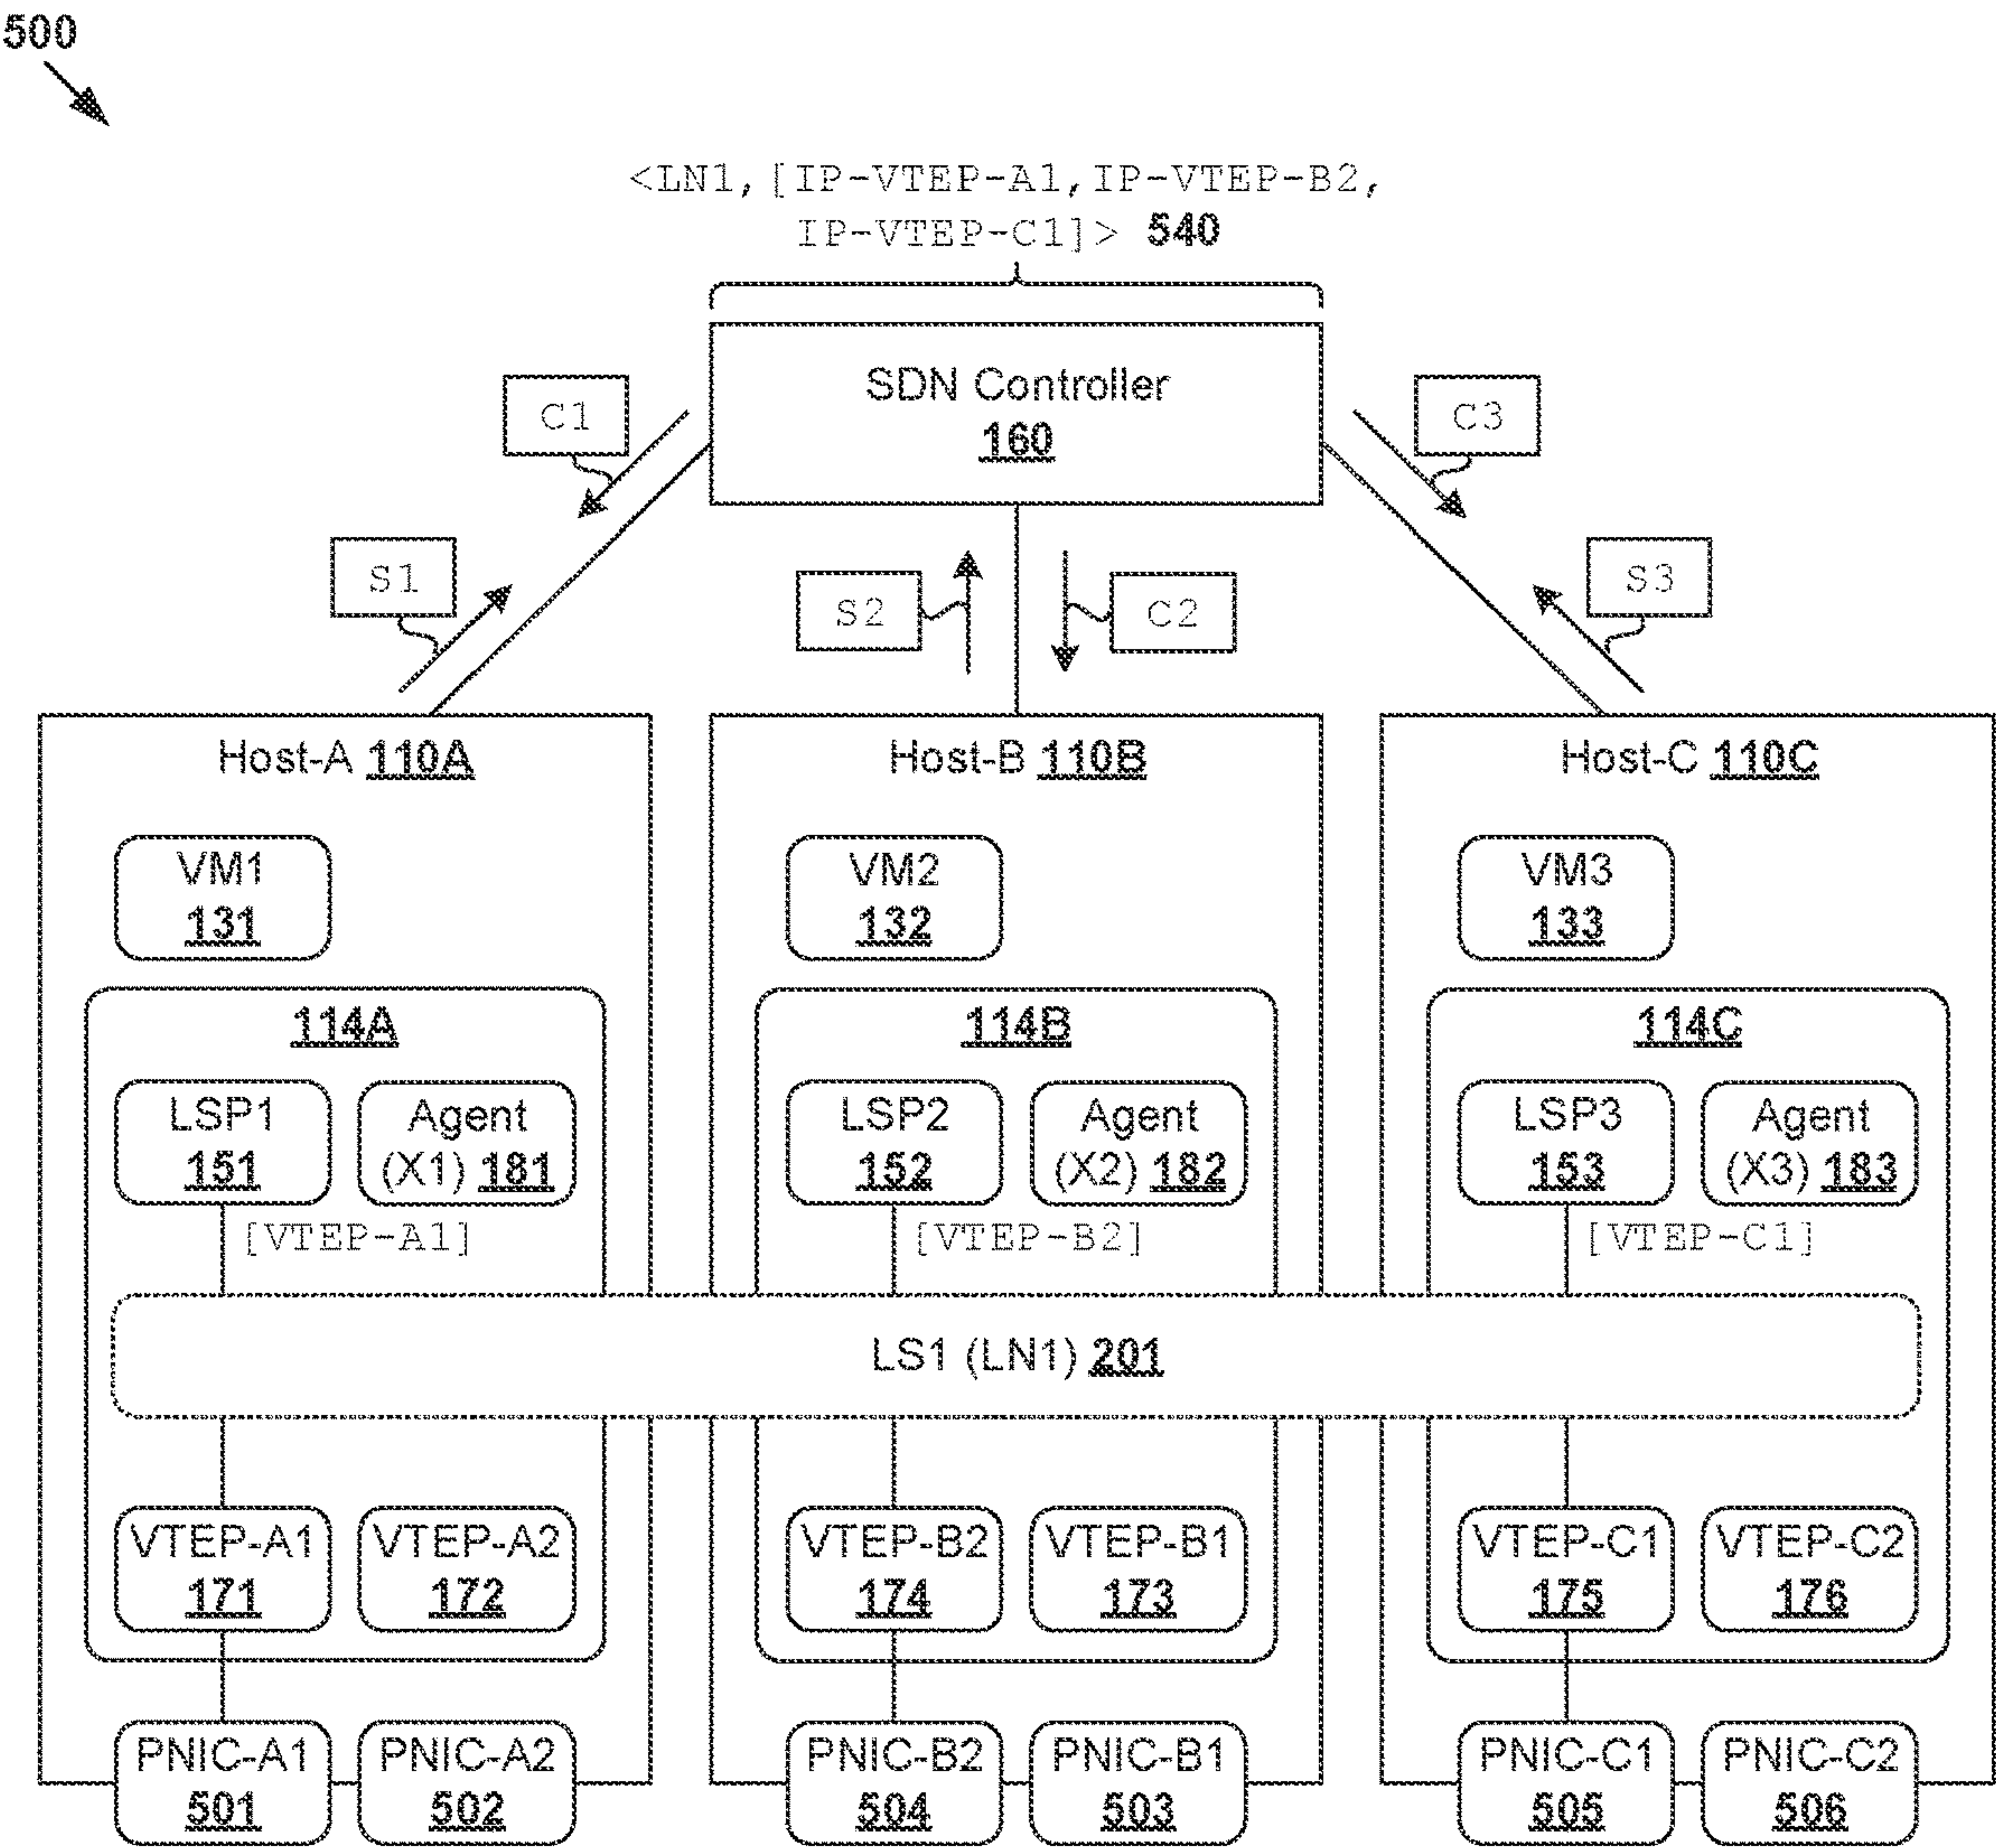 500
<LN1, [IP-VTEP-A1, IP-VTEP-B2,
IP-VTEP-C1]> 540
SDN Controller
160
C1
C3
S1
S2
C2
S3
Host-A 110A
Host-B 110B
Host-C 110C
VM1
131
VM2
132
VM3
133
114A
114B
114C
LSP1
151
Agent
(X1) 181
LSP2
152
Agent
(X2) 182
LSP3
153
Agent
(X3) 183
[VTEP-A1]
[VTEP-B2]
[VTEP-C1]
LS1 (LN1) 201
VTEP-A1
171
VTEP-A2
172
VTEP-B2
174
VTEP-B1
173
VTEP-C1
175
VTEP-C2
176
PNIC-A1
501
PNIC-A2
502
PNIC-B2
504
PNIC-B1
503
PNIC-C1
505
PNIC-C2
506